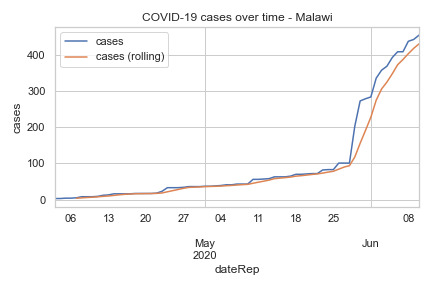 COVID-19 cases over time - Malawi
cases
cases (rolling)
cases
400
300
200
100
0
06 13 20 27 04 11 18 25 08
May Jun
2020
dateRep